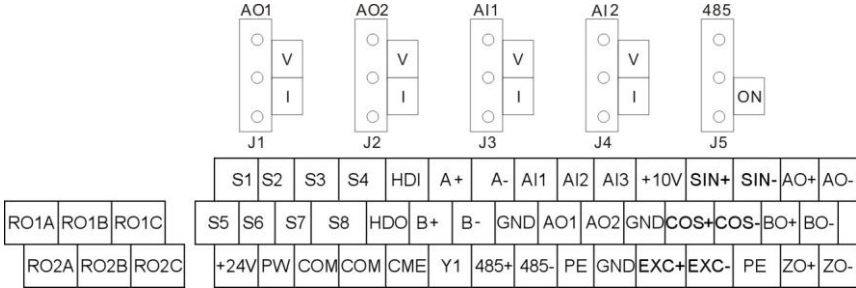 AO1 AO2 AI1 AI2 485
V V V V
I I I I ON
J1 J2 J3 J4 J5
S1 S2 S3 S4 HDI A+ A- AI1 AI2 AI3 +10V SIN+ SIN- AO+ AO-
RO1A RO1B RO1C S5 S6 S7 S8 HDO B+ B- GND AO1 AO2 GND COS+ COS- BO+ BO-
RO2A RO2B RO2C +24V PW COM COM CME Y1 485+ 485- PE GND EXC+ EXC- PE ZO+ ZO-